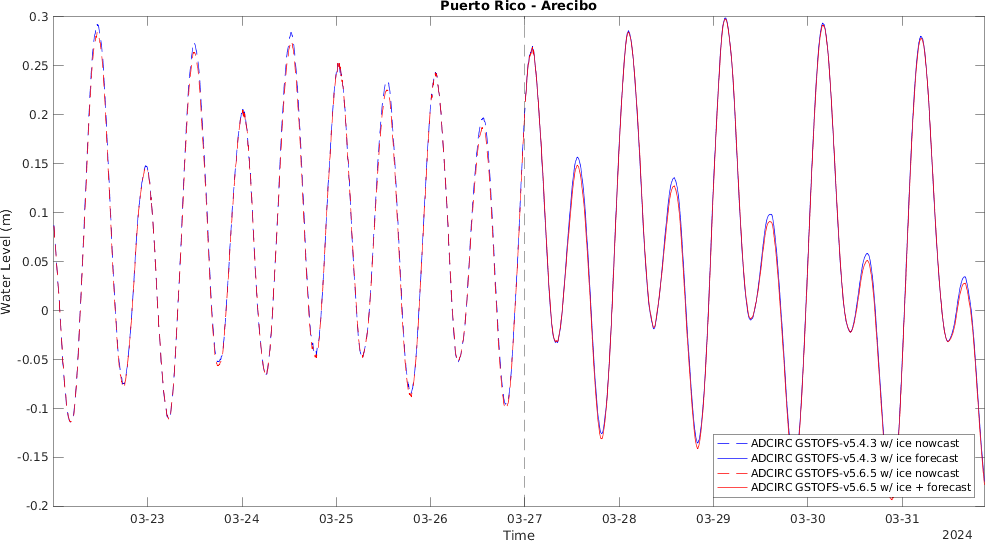 Puerto Rico - Arecibo
0.3
0.25
0.2
0.15
0.1
0.05
0
-0.05
-0.1
-0.15
-0.2
Water Level (m)
ADCIRC GSTOFS-v5.4.3 w/ ice nowcast
ADCIRC GSTOFS-v5.4.3 w/ ice forecast
ADCIRC GSTOFS-v5.6.5 w/ ice nowcast
ADCIRC GSTOFS-v5.6.5 w/ ice + forecast
03-23 03-24 03-25 03-26 03-27 03-28 03-29 03-30 03-31
Time
2024